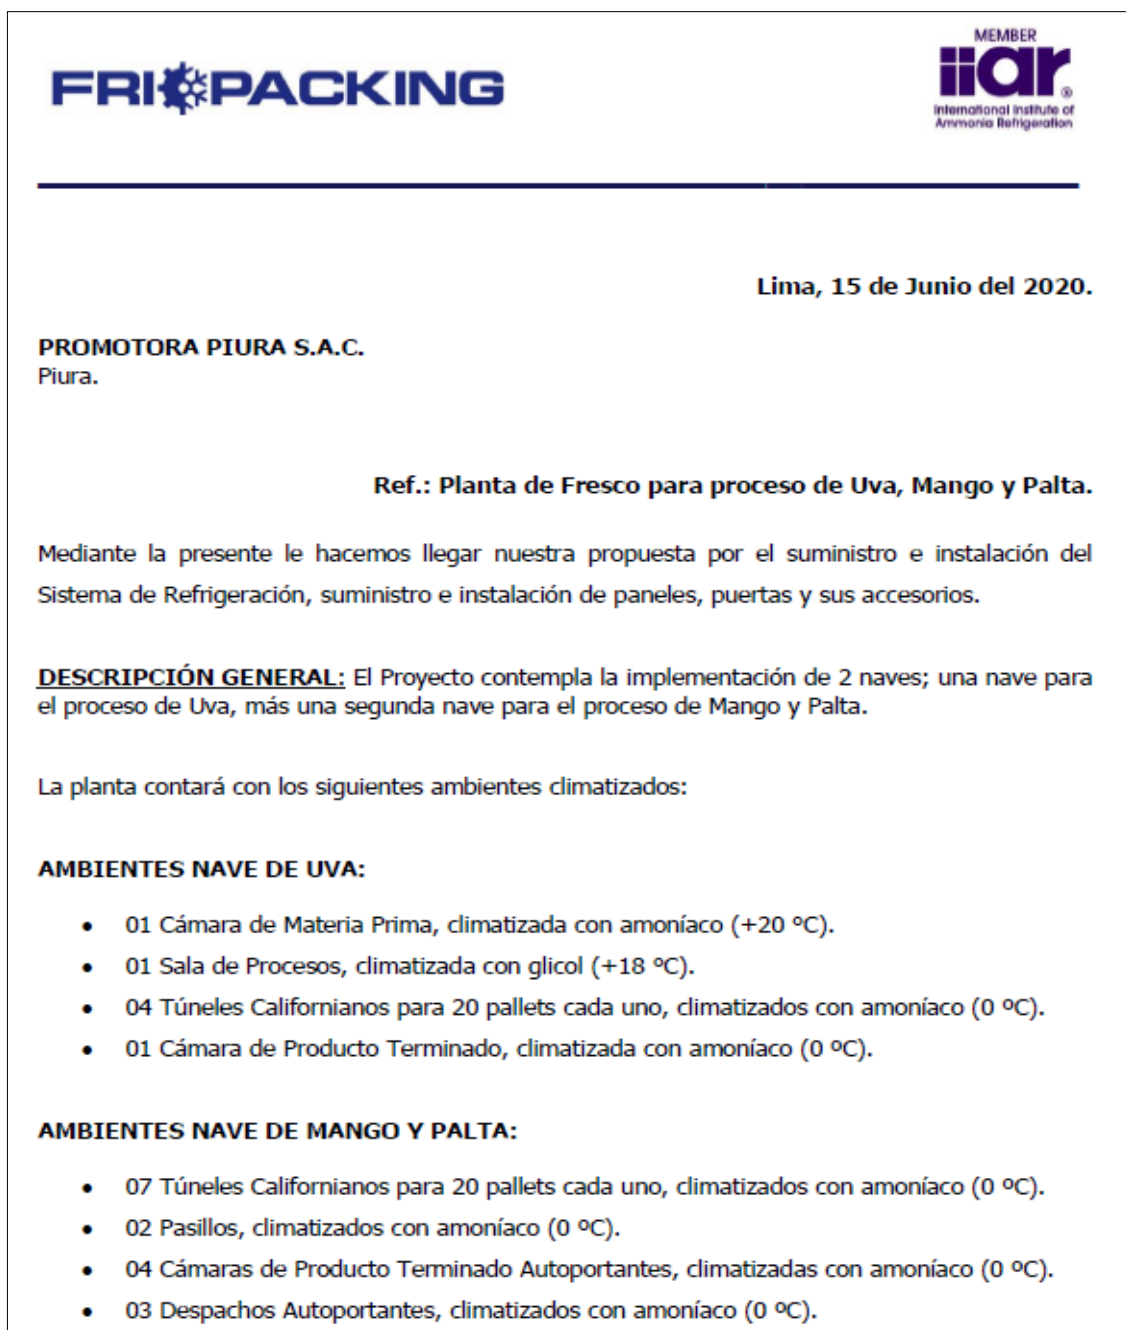 FRIOPACKING
MEMBER
iiar®
International Institute of
Ammonia Refrigeration
Lima, 15 de Junio del 2020.
PROMOTORA PIURA S.A.C.
Piura.
Ref.: Planta de Fresco para proceso de Uva, Mango y Palta.
Mediante la presente le hacemos llegar nuestra propuesta por el suministro e instalación del
Sistema de Refrigeración, suministro e instalación de paneles, puertas y sus accesorios.
DESCRIPCIÓN GENERAL: El Proyecto contempla la implementación de 2 naves; una nave para
el proceso de Uva, más una segunda nave para el proceso de Mango y Palta.
La planta contará con los siguientes ambientes climatizados:
AMBIENTES NAVE DE UVA:
• 01 Cámara de Materia Prima, climatizada con amoníaco (+20 ºC).
• 01 Sala de Procesos, climatizada con glicol (+18 ºC).
• 04 Túneles Californianos para 20 pallets cada uno, climatizados con amoníaco (0 ºC).
• 01 Cámara de Producto Terminado, climatizada con amoníaco (0 ºC).
AMBIENTES NAVE DE MANGO Y PALTA:
• 07 Túneles Californianos para 20 pallets cada uno, climatizados con amoníaco (0 ºC).
• 02 Pasillos, climatizados con amoníaco (0 ºC).
• 04 Cámaras de Producto Terminado Autoportantes, climatizadas con amoníaco (0 ºC).
• 03 Despachos Autoportantes, climatizados con amoníaco (0 ºC).